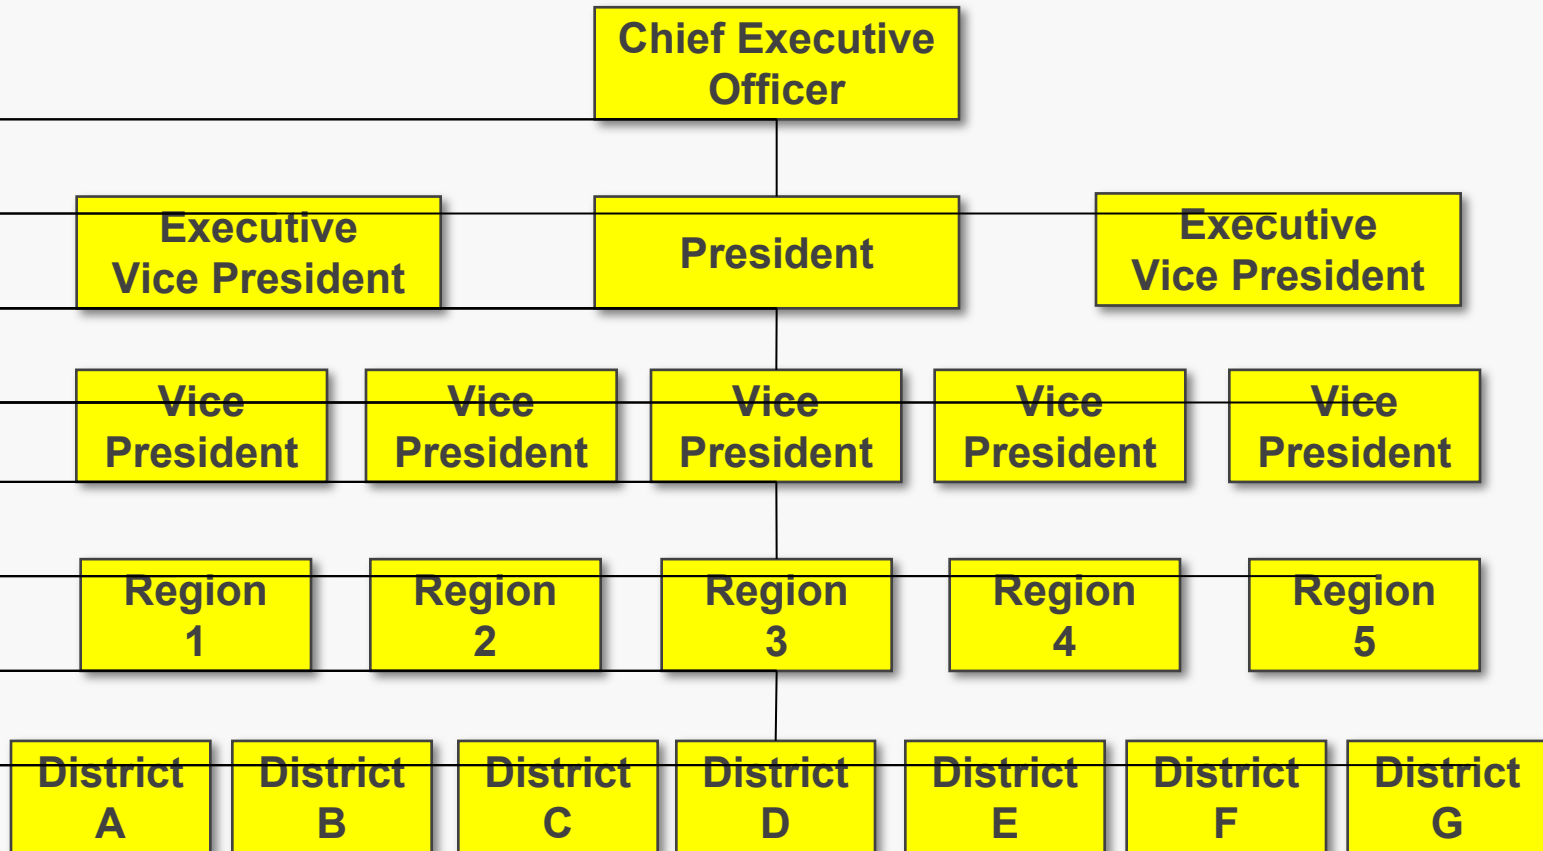 Chief Executive
Officer
Executive
Vice President
President
Executive
Vice President
Vice
President
Vice
President
Vice
President
Vice
President
Vice
President
Region
1
Region
2
Region
3
Region
4
Region
5
District
A
District
B
District
C
District
D
District
E
District
F
District
G